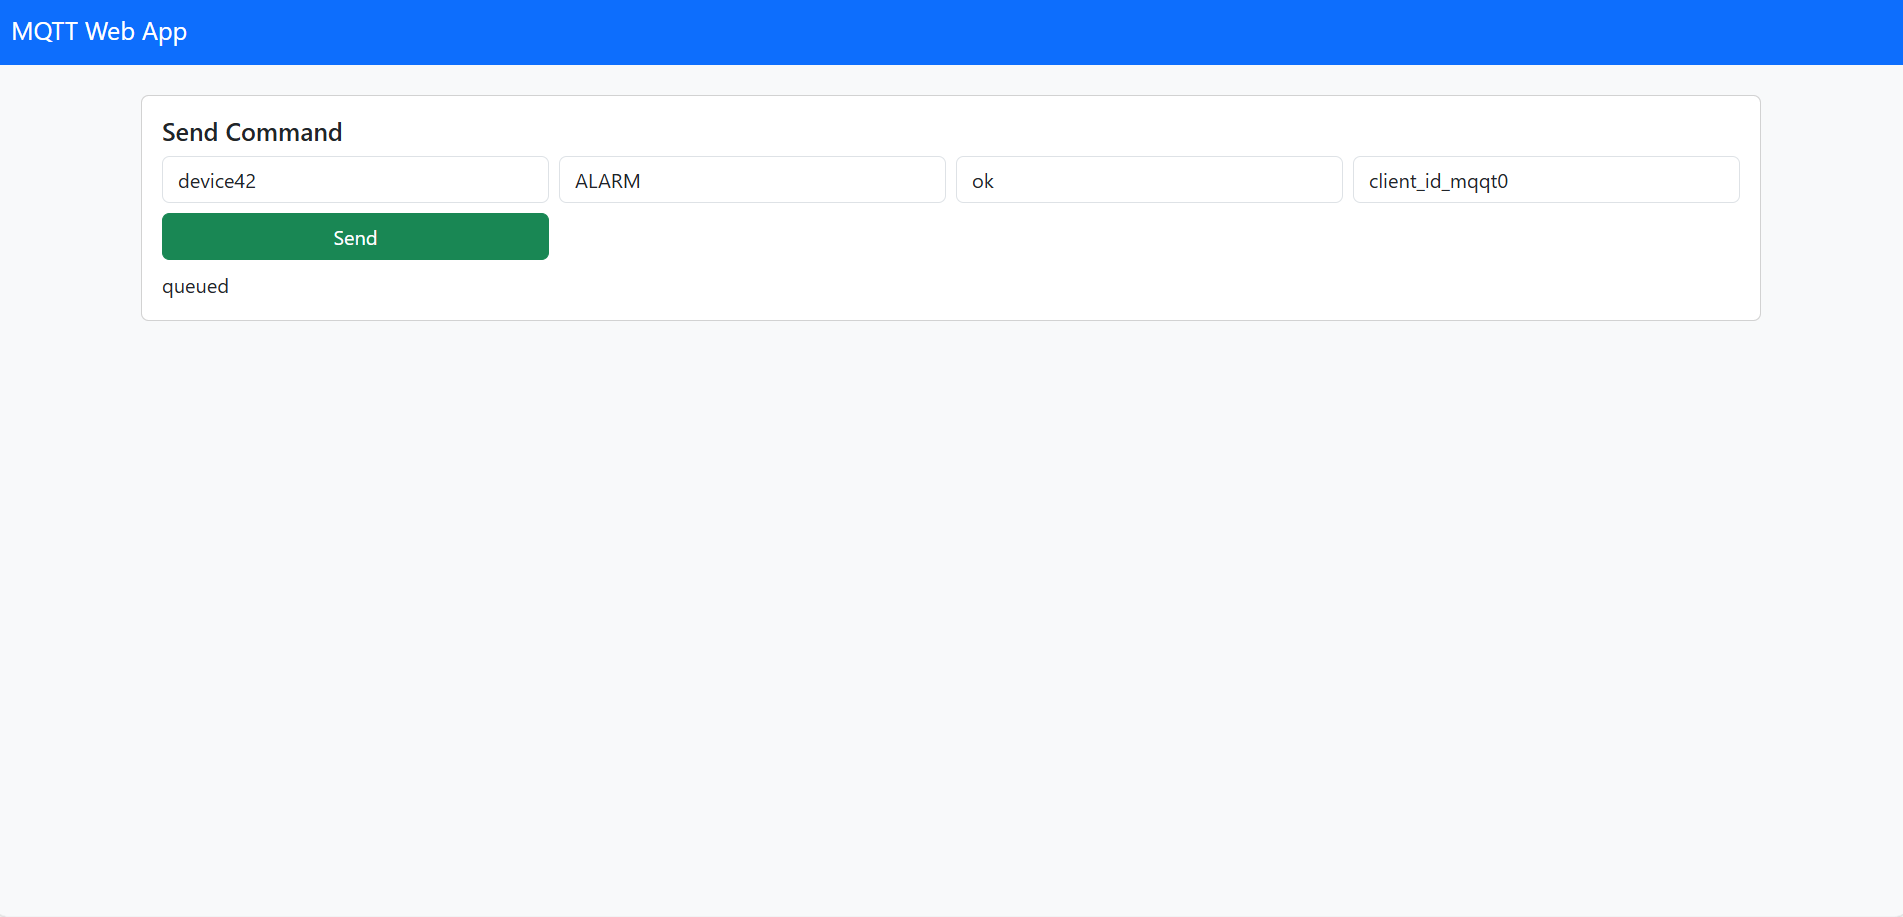 MQTT Web App
Send Command
device42 ALARM ok client_id_mqqt0
Send
queued